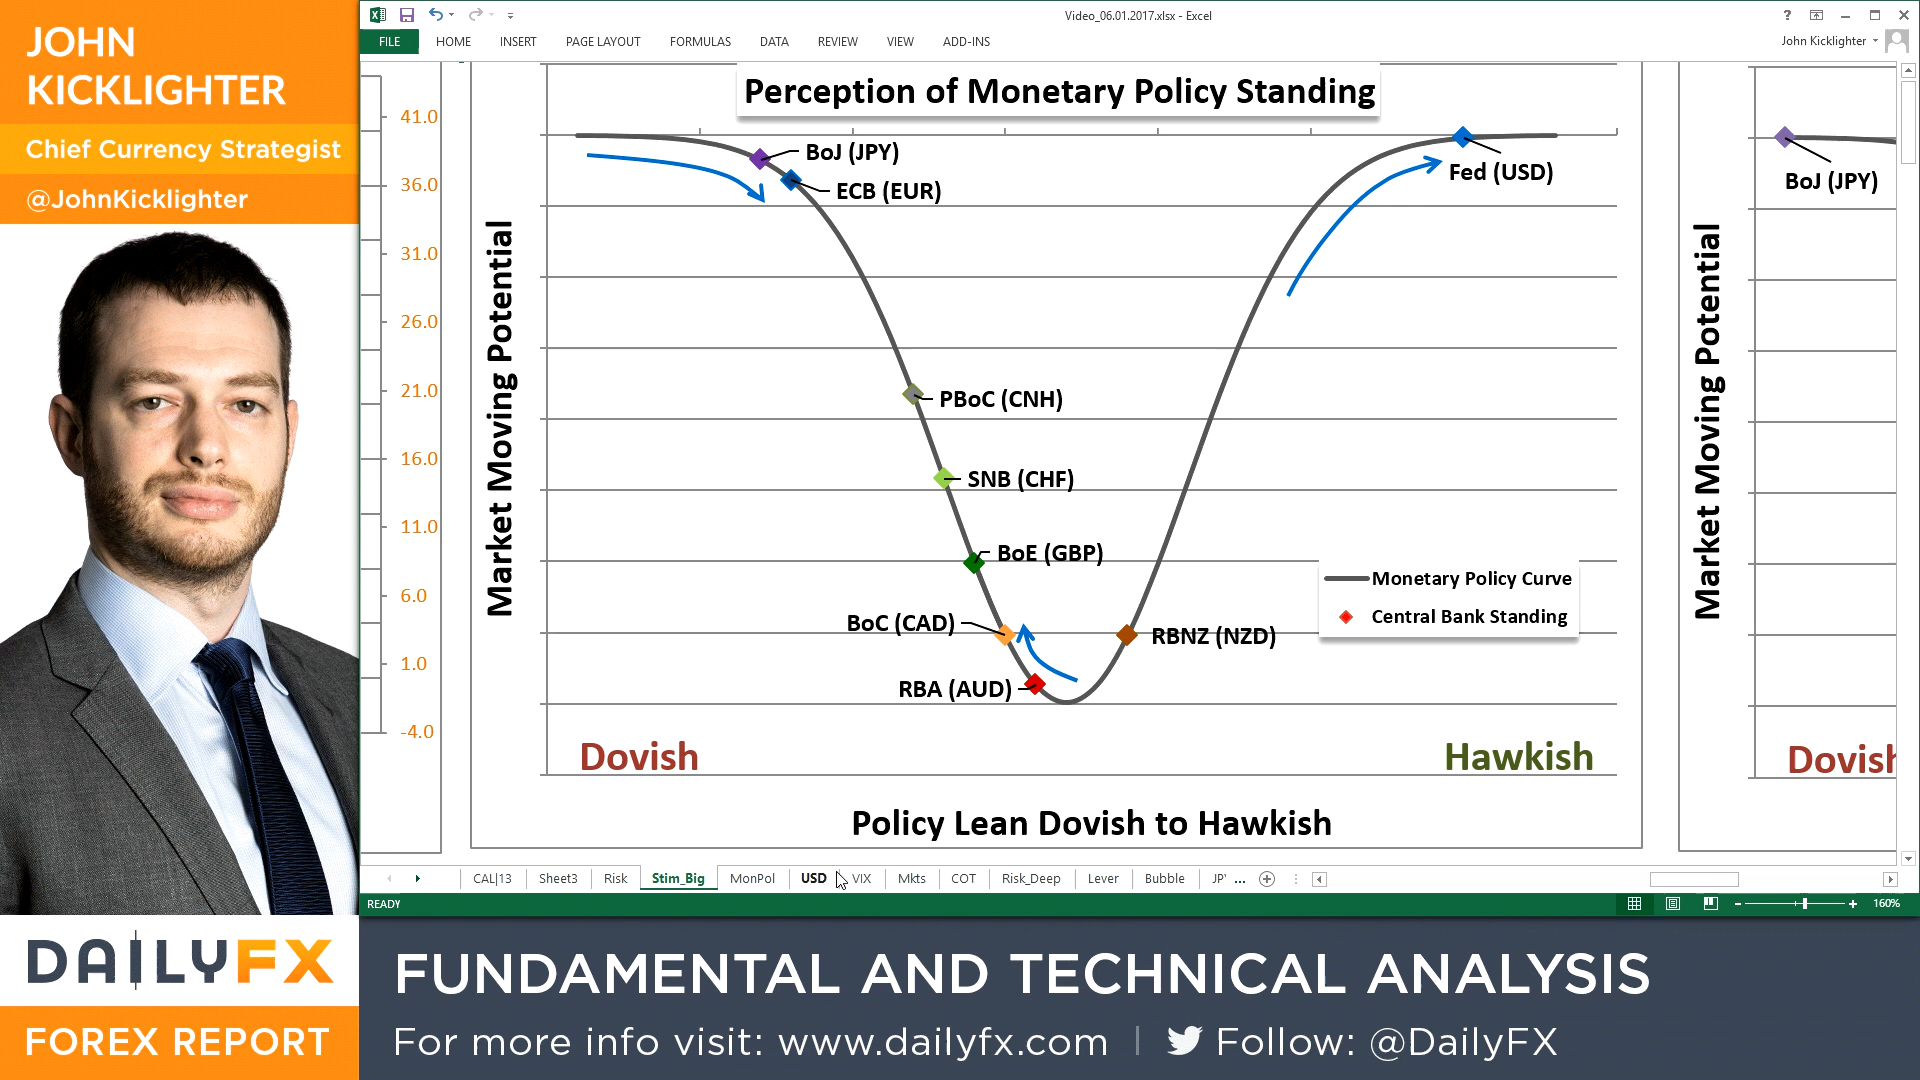 JOHN
KICKLIGHTER
Chief Currency Strategist
@JohnKicklighter
Video_06.01.2017.xlsx - Excel
?
FILE HOME INSERT PAGE LAYOUT FORMULAS DATA REVIEW VIEW ADD-INS
John Kicklighter
41.0
36.0
31.0
26.0
21.0
16.0
11.0
6.0
1.0
-4.0
Perception of Monetary Policy Standing
Market Moving Potential
BoJ (JPY)
ECB (EUR)
Fed (USD)
PBoC (CNH)
SNB (CHF)
BoE (GBP)
BoC (CAD)
RBNZ (NZD)
RBA (AUD)
Monetary Policy Curve
Central Bank Standing
Dovish
Hawkish
Policy Lean Dovish to Hawkish
Market Moving Potential
BoJ (JPY)
Dovish
CAL|13 Sheet3 Risk Stim_Big MonPol USD VIX Mkts COT Risk_Deep Lever Bubble JP' ...
READY
160%
DAILYFX
FOREX REPORT
FUNDAMENTAL AND TECHNICAL ANALYSIS
For more info visit: www.dailyfx.com | Follow: @DailyFX